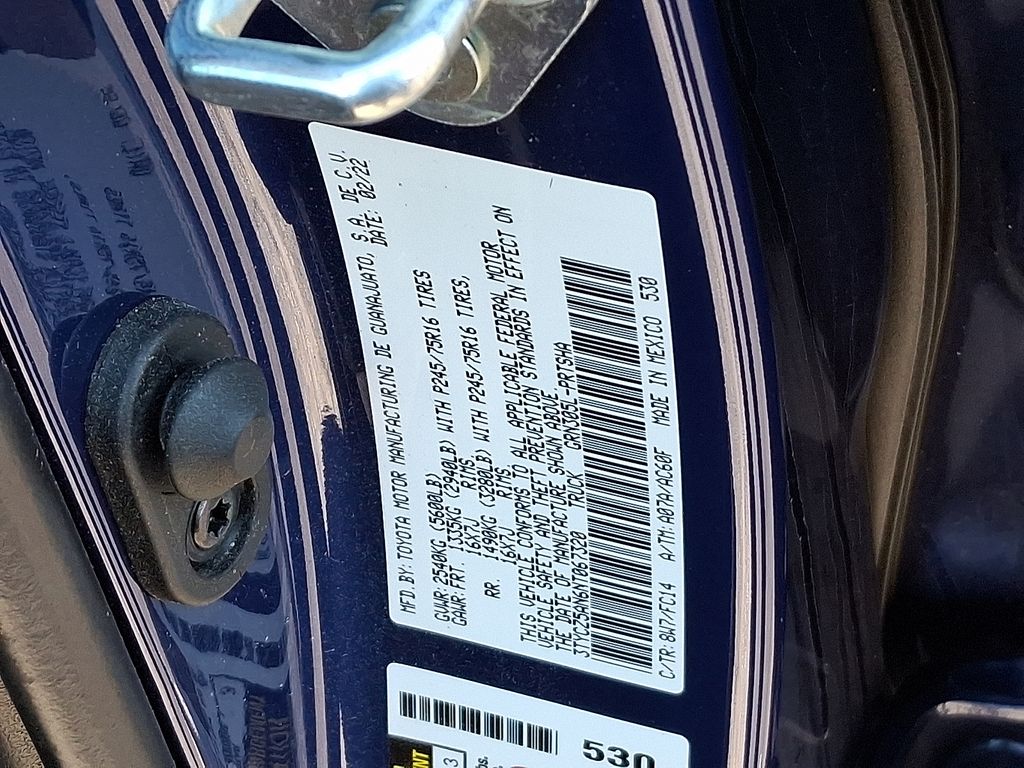 MFD.BY: TOYOTA MOTOR MANUFACTURING DE GUANAJUATO, S.A. DE C.V.
DATE: 02/22
GVWR:2540KG (5600LB)
GAWR:FRT. 1335KG (2940LB) WITH P245/75R16 TIRES
16X7J RIMS
RR. 1490KG (3280LB) WITH P245/75R16 TIRES,
16X7J RIMS
THIS VEHICLE CONFORMS TO ALL APPLICABLE FEDERAL MOTOR
VEHICLE SAFETY AND THEFT PREVENTION STANDARDS IN EFFECT ON
THE DATE OF MANUFACTURE SHOWN ABOVE.
3TYCZ5AN6NT067320 TRUCK GRN305L-PRTSHA
C/TR:8W7/FC14 A/TM:A07A/AC60F MADE IN MEXICO 530
530
3